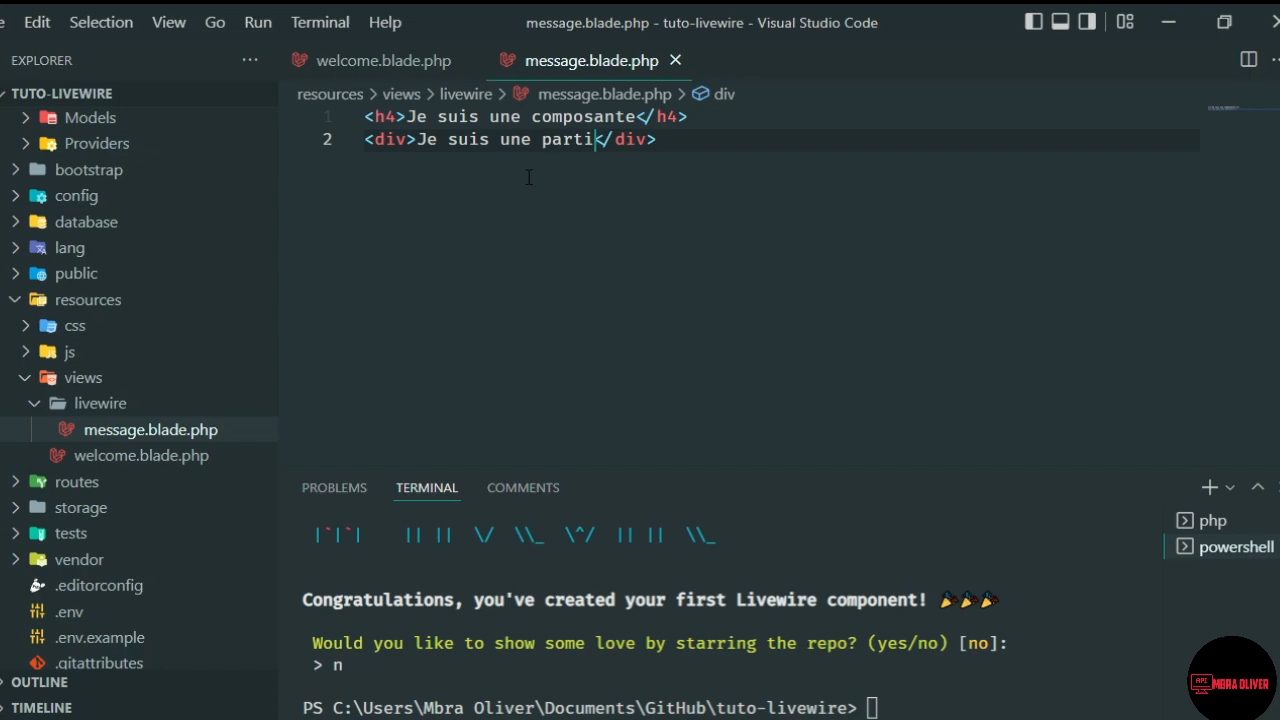 Edit Selection View Go Run Terminal Help message.blade.php - tuto-livewire - Visual Studio Code
EXPLORER ...
welcome.blade.php message.blade.php
TUTO-LIVEWIRE
Models
Providers
bootstrap
config
database
lang
public
resources
css
js
views
livewire
message.blade.php
welcome.blade.php
routes
storage
tests
vendor
.editorconfig
.env
.env.example
.gitattributes
OUTLINE
TIMELINE
resources > views > livewire > message.blade.php > div
1 <h4>Je suis une composante</h4>
2 <div>Je suis une parti</div>
PROBLEMS TERMINAL COMMENTS
|`|`| || || \/ \\_ \^/ || || \\_
Congratulations, you've created your first Livewire component! 🎉🎉🎉
Would you like to show some love by starring the repo? (yes/no) [no]:
> n
PS C:\Users\Mbra Oliver\Documents\GitHub\tuto-livewire>
php
powershell
API MBRA OLIVER